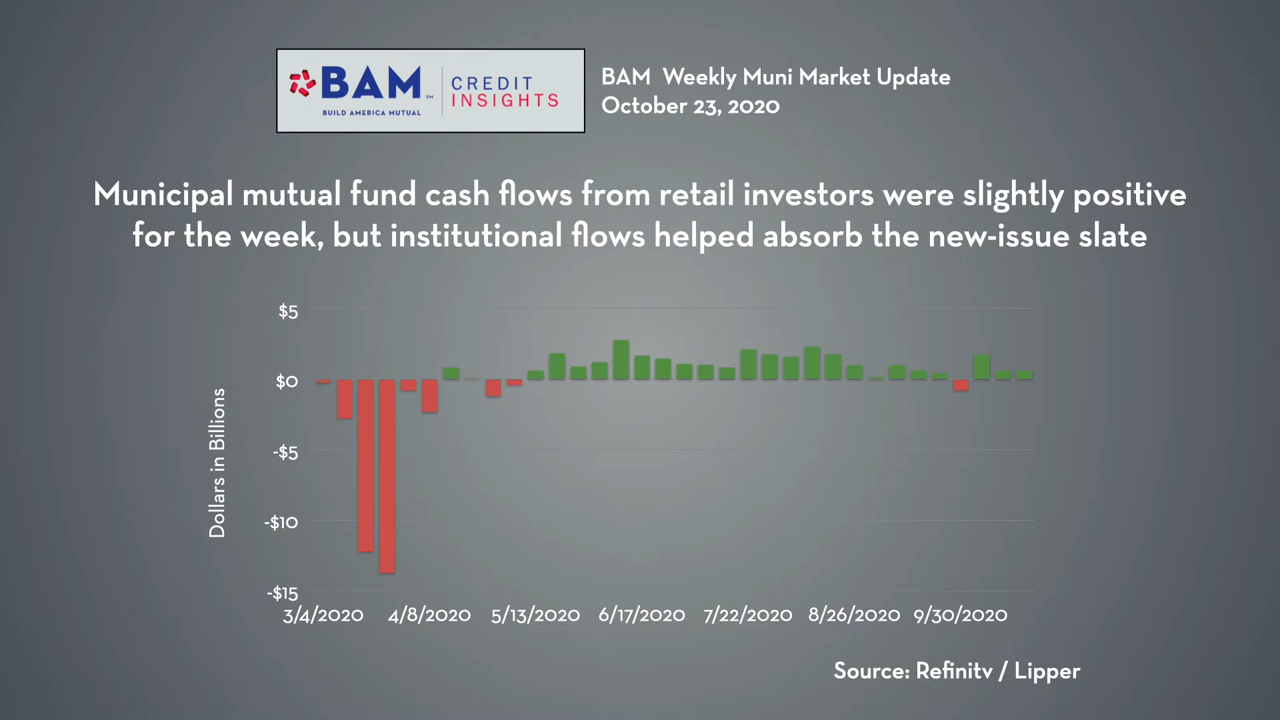 BAM SM
BUILD AMERICA MUTUAL
CREDIT
INSIGHTS
BAM Weekly Muni Market Update
October 23, 2020
Municipal mutual fund cash flows from retail investors were slightly positive
for the week, but institutional flows helped absorb the new-issue slate
Dollars in Billions
$5
$0
-$5
-$10
-$15
3/4/2020 4/8/2020 5/13/2020 6/17/2020 7/22/2020 8/26/2020 9/30/2020
Source: Refinitv / Lipper